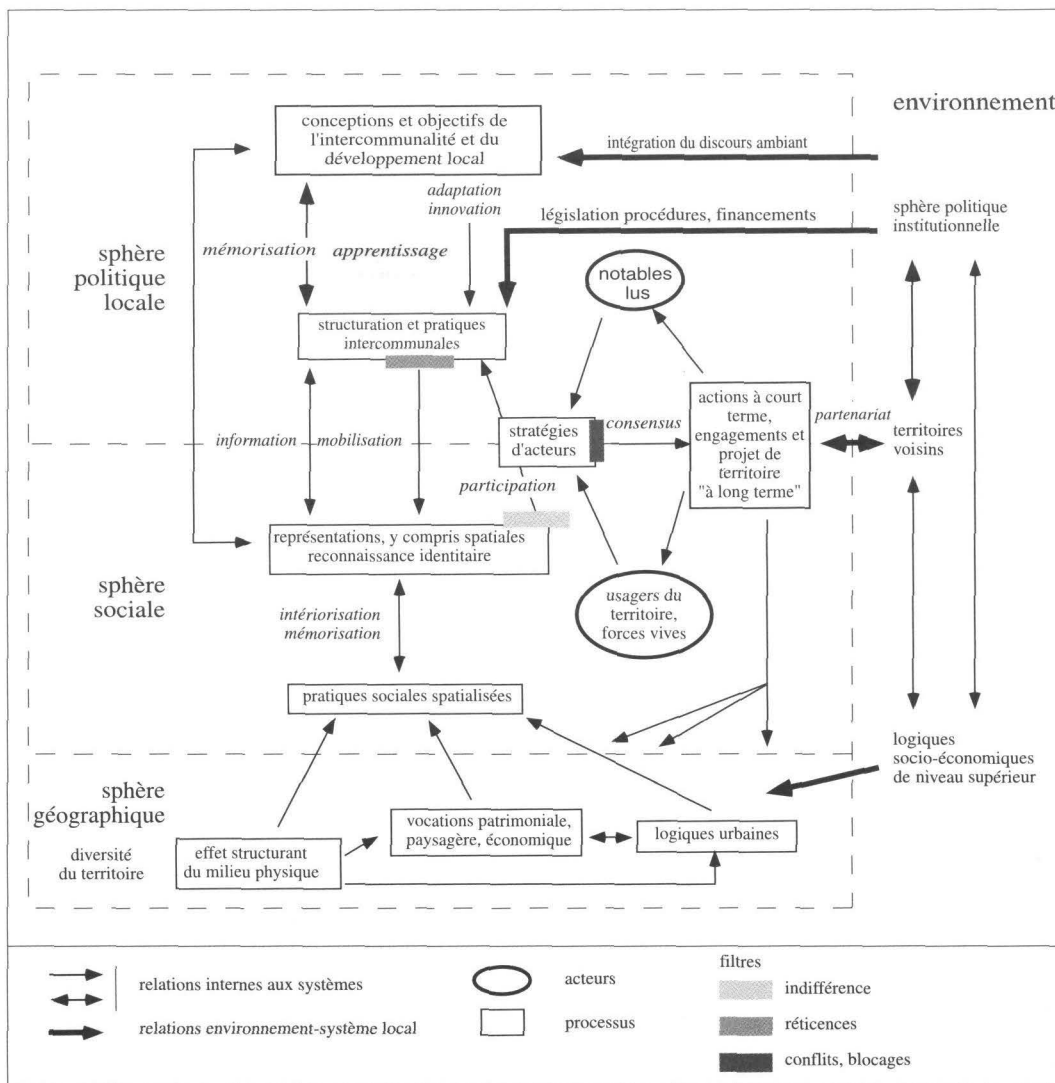 environnement
conceptions et objectifs de
l'intercommunalité et du
développement local
intégration du discours ambiant
adaptation
innovation
législation procédures, financements
sphère politique
institutionnelle
sphère
politique
locale
mémorisation
apprentissage
notables
lus
structuration et pratiques
intercommunales
stratégies
d'acteurs
consensus
actions à court
terme,
engagements et
projet de
territoire
"à long terme"
partenariat
territoires
voisins
information
mobilisation
participation
représentations, y compris spatiales
reconnaissance identitaire
sphère
sociale
usagers du
territoire,
forces vives
intériorisation
mémorisation
pratiques sociales spatialisées
logiques
socio-économiques
de niveau supérieur
sphère
géographique
diversité
du territoire
effet structurant
du milieu physique
vocations patrimoniale,
paysagère, économique
logiques urbaines
relations internes aux systèmes
relations environnement-système local
acteurs
processus
filtres
indifférence
réticences
conflits, blocages